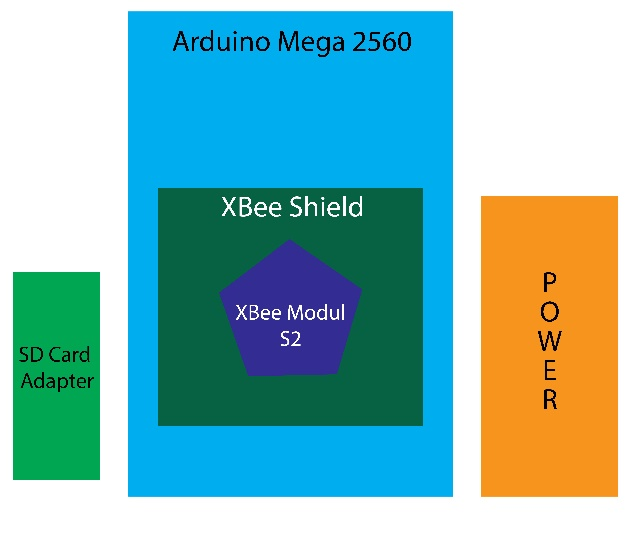 Arduino Mega 2560
XBee Shield
XBee Modul
S2
SD Card
Adapter
P
O
W
E
R